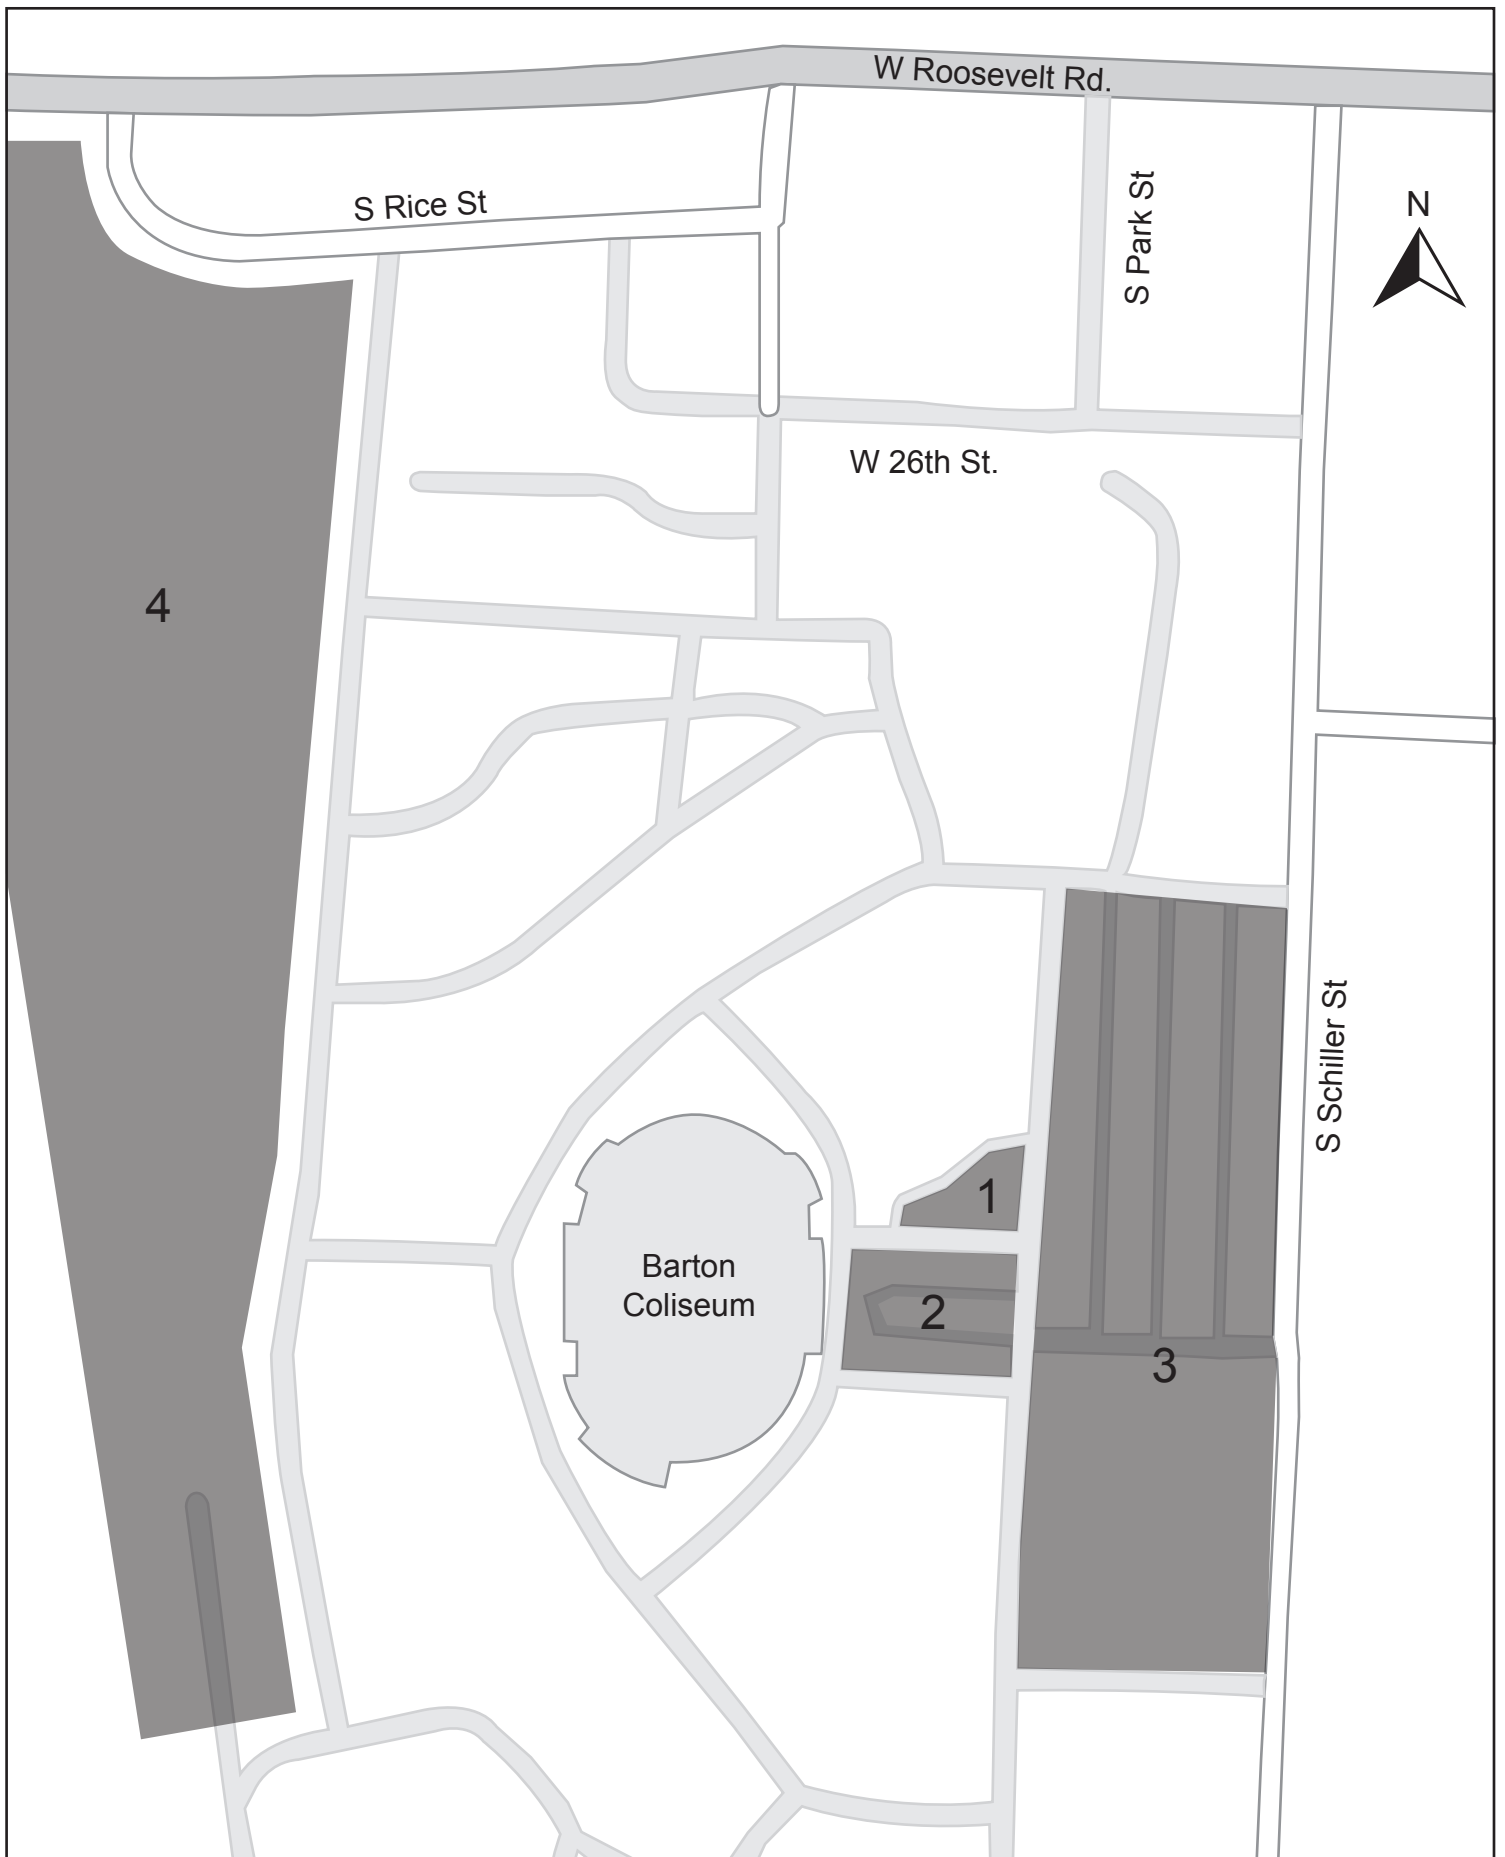 W Roosevelt Rd.
S Rice St
S Park St
N
W 26th St.
4
S Schiller St
1
Barton
Coliseum
2
3